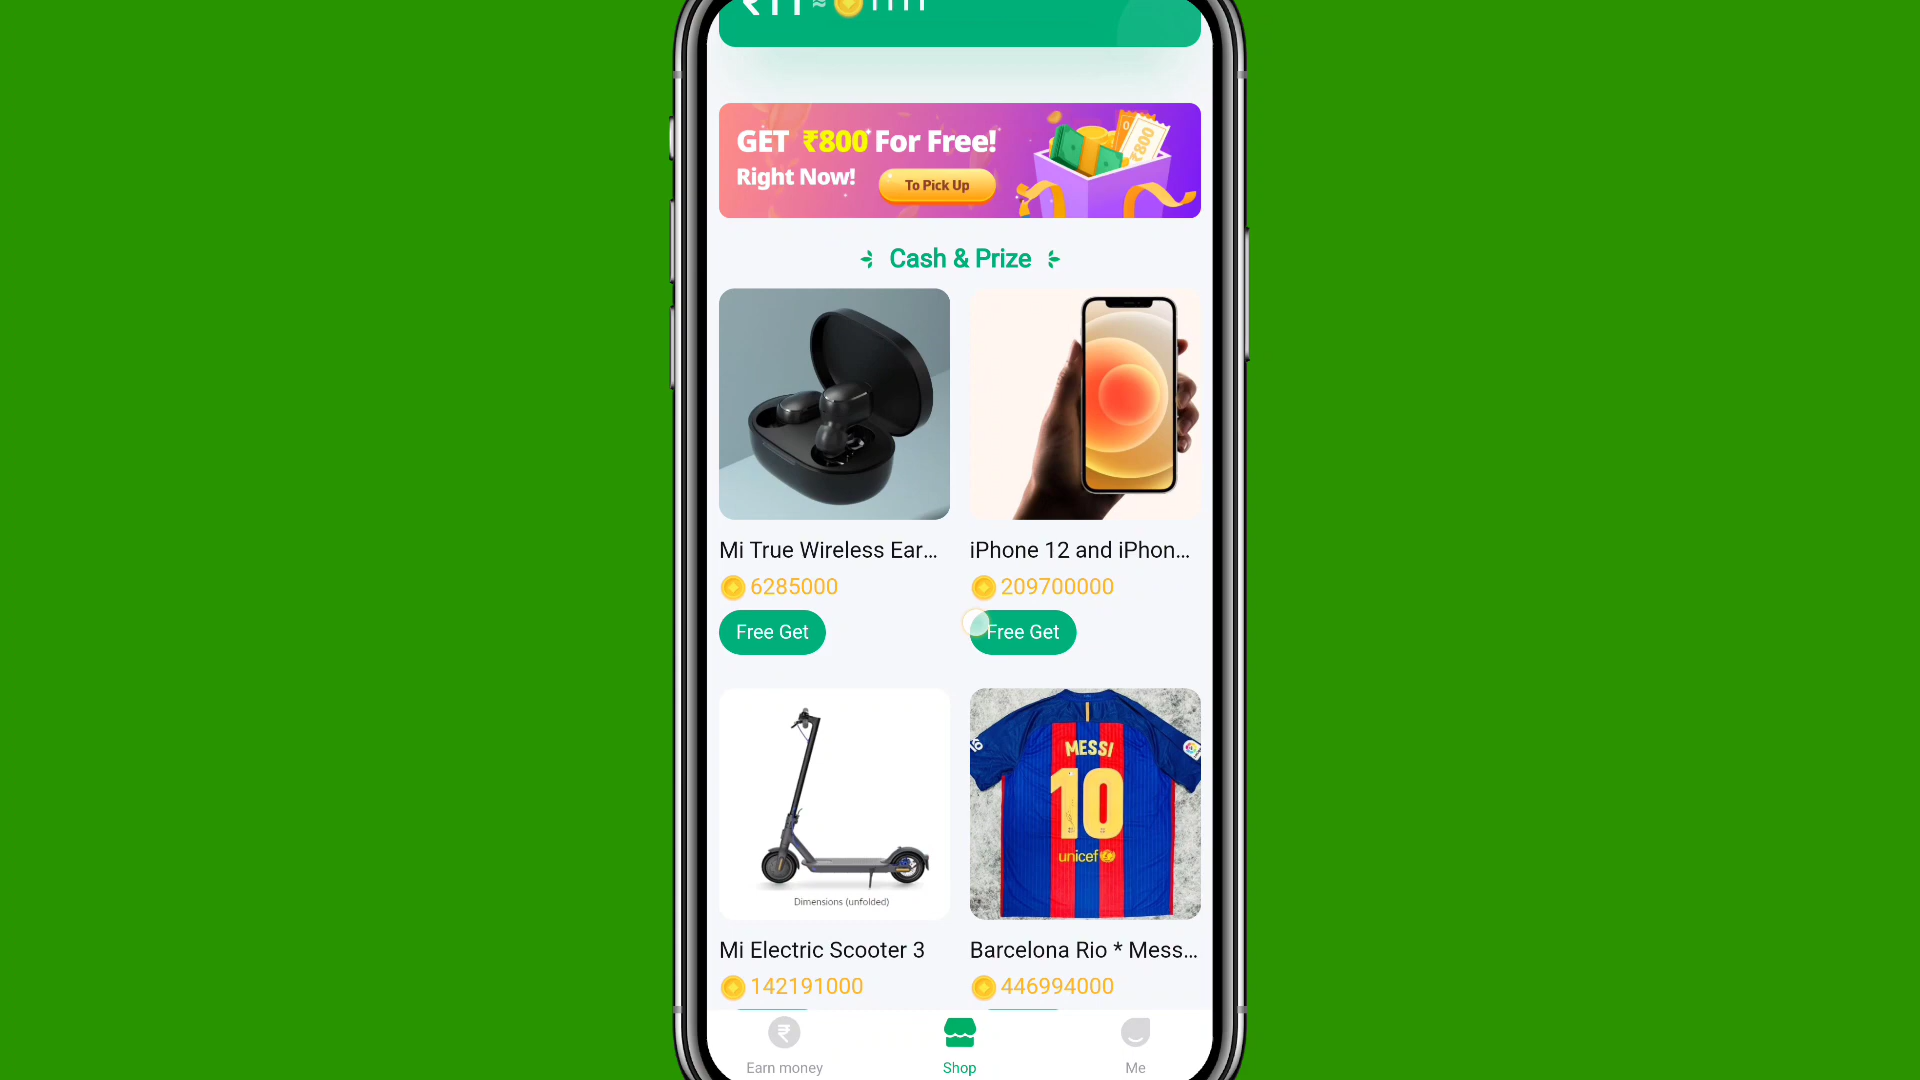 GET ₹800 For Free!
Right Now!
To Pick Up
₹800
Cash & Prize
Mi True Wireless Ear...
iPhone 12 and iPhon...
6285000
209700000
Free Get
Free Get
MESSI
10
unicef
Dimensions (unfolded)
Mi Electric Scooter 3
Barcelona Rio * Mess...
142191000
446994000
Earn money
Shop
Me